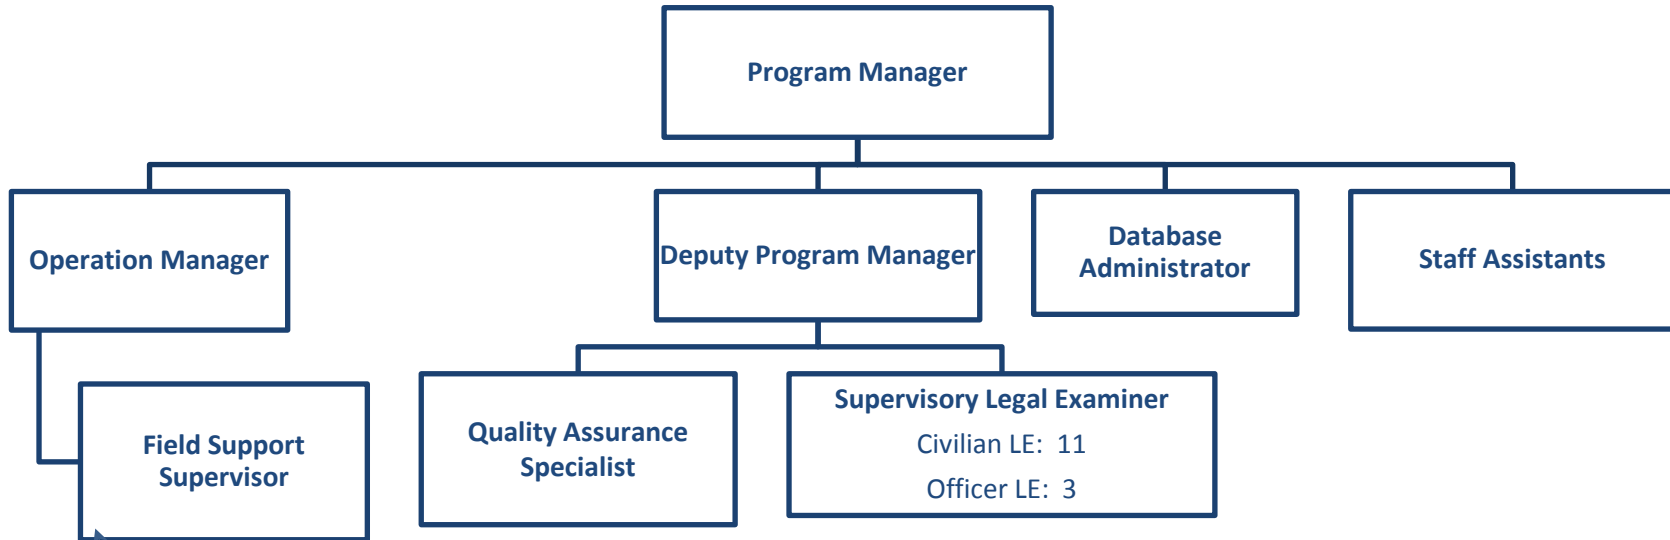 Program Manager
Operation Manager
Deputy Program Manager
Database
Administrator
Staff Assistants
Field Support
Supervisor
Quality Assurance
Specialist
Supervisory Legal Examiner
Civilian LE: 11
Officer LE: 3